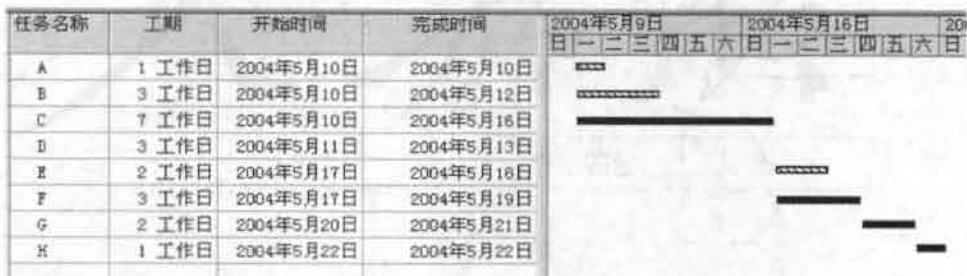 任务名称 工期 开始时间 完成时间 2004年5月9日 2004年5月16日 20
日 一 二 三 四 五 六 日 一 二 三 四 五 六 日
A 1 工作日 2004年5月10日 2004年5月10日
B 3 工作日 2004年5月10日 2004年5月12日
C 7 工作日 2004年5月10日 2004年5月16日
D 3 工作日 2004年5月11日 2004年5月13日
E 2 工作日 2004年5月17日 2004年5月18日
F 3 工作日 2004年5月17日 2004年5月19日
G 2 工作日 2004年5月20日 2004年5月21日
H 1 工作日 2004年5月22日 2004年5月22日